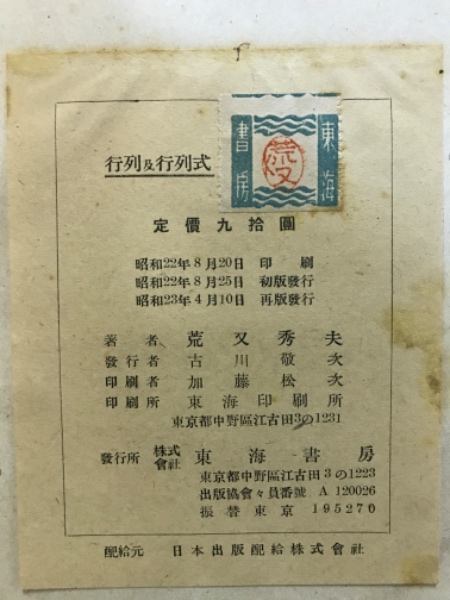 東海
書房
荒又
行列及行列式
定價九拾圓
昭和22年8月20日 印刷
昭和22年8月25日 初版發行
昭和23年4月10日 再版發行
著者 荒又秀夫
發行者 古川敬次
印刷者 加藤松次
印刷所 東海印刷所
東京都中野區江古田3の1231
發行所 株式會社 東海書房
東京都中野區江古田3の1223
出版協會々員番號 A 120026
振替東京 195270
配給元 日本出版配給株式會社